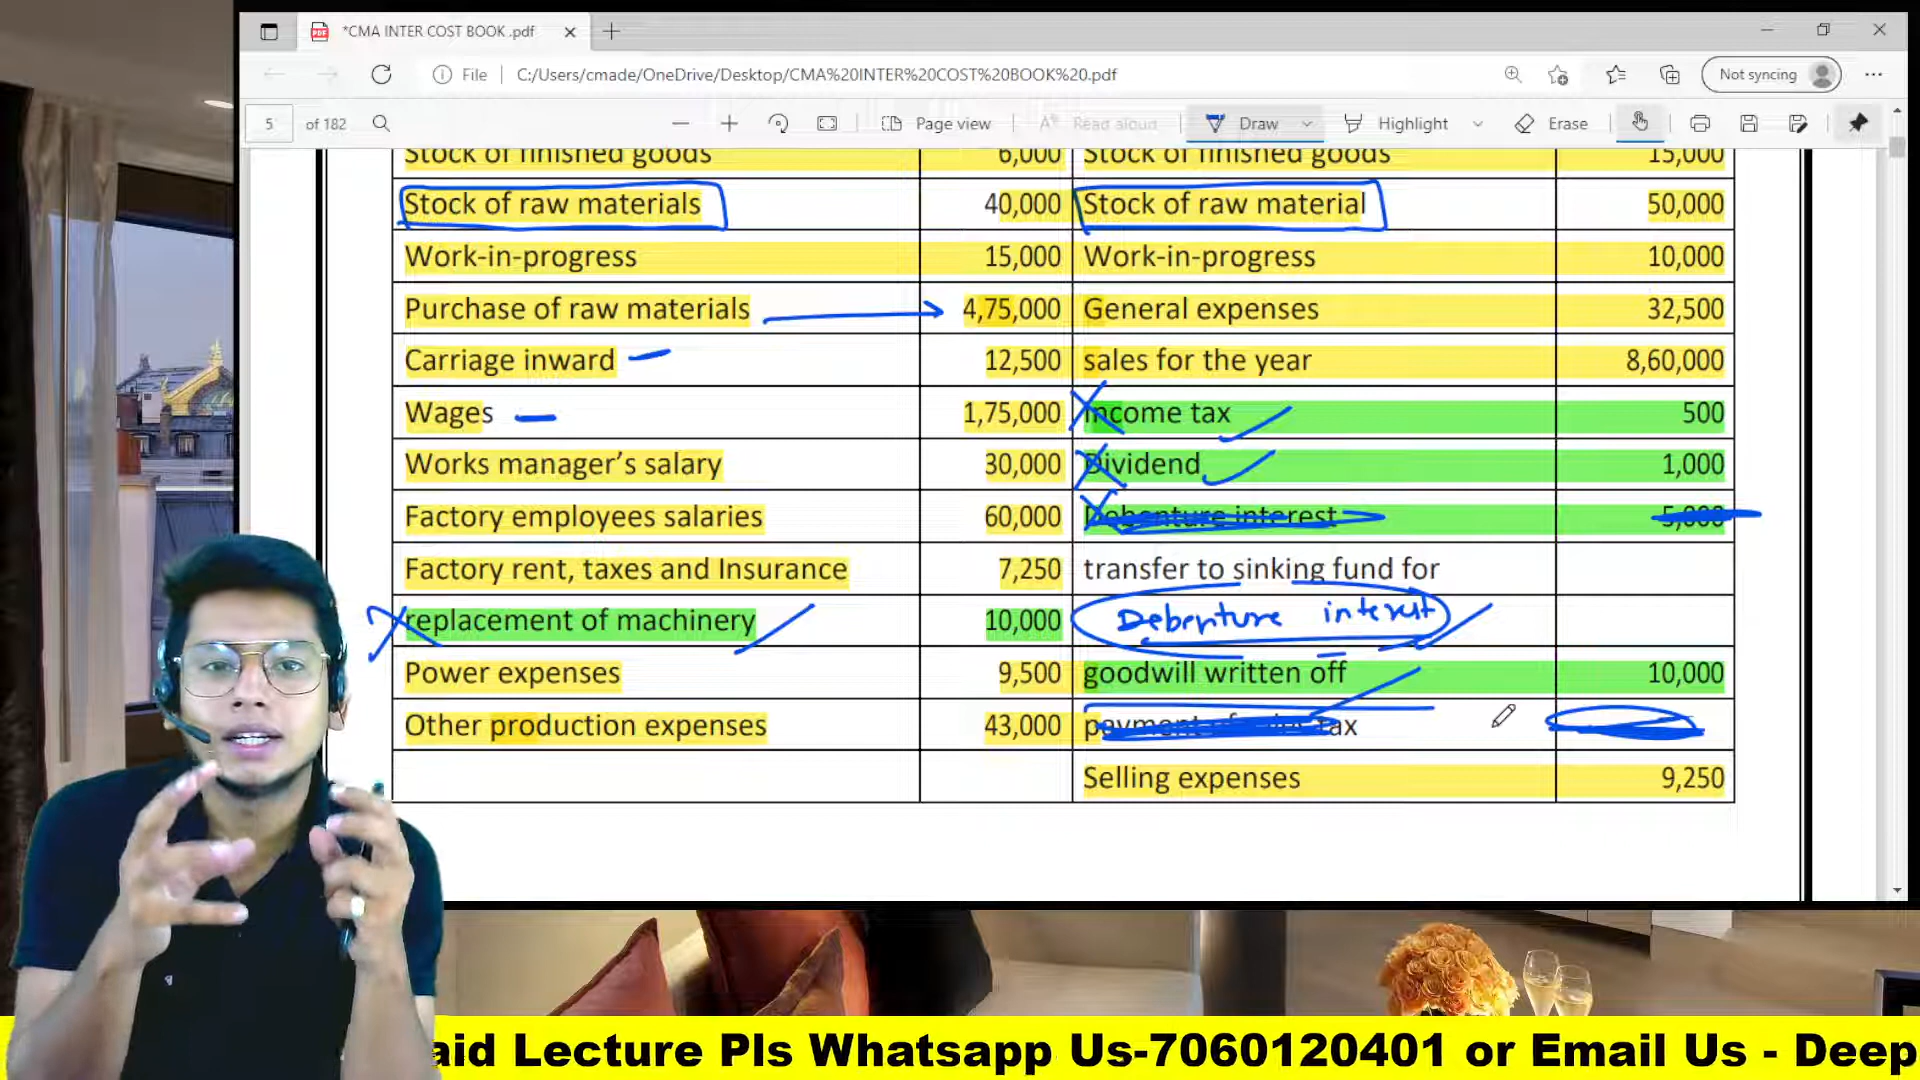 *CMA INTER COST BOOK .pdf
File C:/Users/cmade/OneDrive/Desktop/CMA%20INTER%20COST%20BOOK%20.pdf Not syncing
5 of 182 Page view Read aloud Draw Highlight Erase
Stock of finished goods 6,000 Stock of finished goods 15,000
Stock of raw materials 40,000 Stock of raw material 50,000
Work-in-progress 15,000 Work-in-progress 10,000
Purchase of raw materials 4,75,000 General expenses 32,500
Carriage inward 12,500 sales for the year 8,60,000
Wages 1,75,000 income tax 500
Works manager's salary 30,000 Dividend 1,000
Factory employees salaries 60,000 Debenture interest 5,000
Factory rent, taxes and Insurance 7,250 transfer to sinking fund for
replacement of machinery 10,000 Debenture interest
Power expenses 9,500 goodwill written off 10,000
Other production expenses 43,000 payment of tax
Selling expenses 9,250
aid Lecture Pls Whatsapp Us-7060120401 or Email Us - Deep